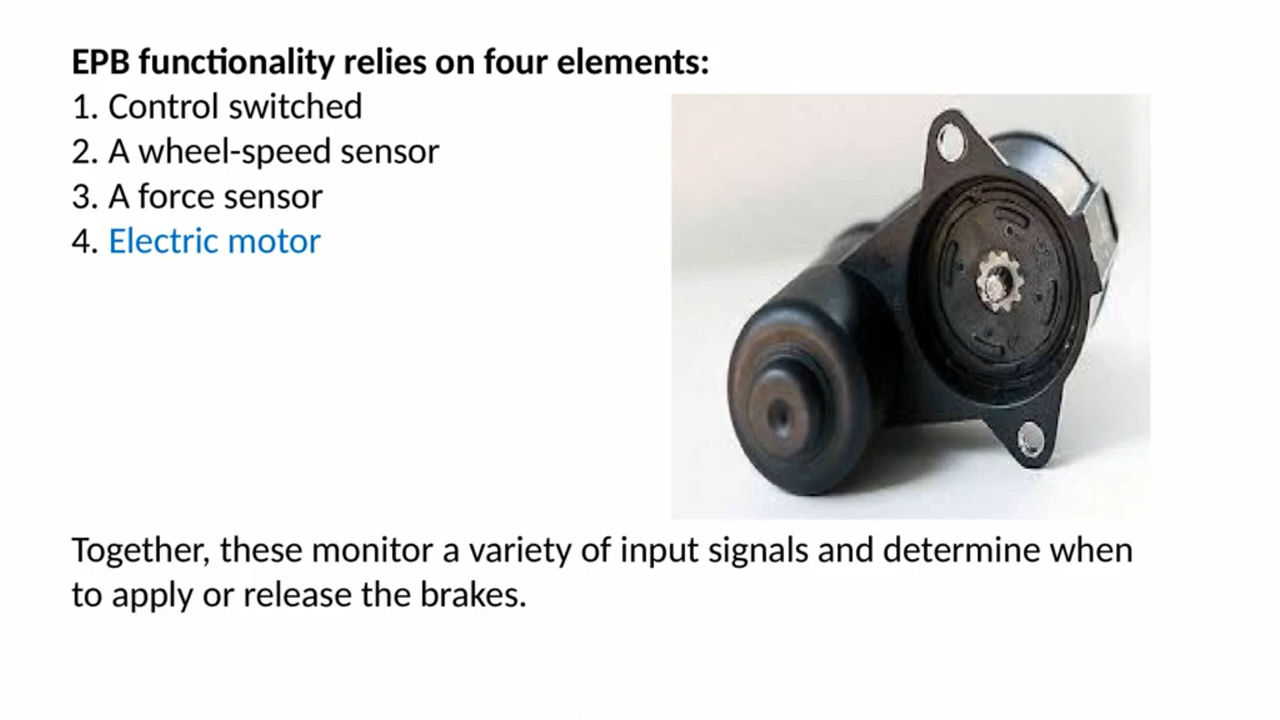 EPB functionality relies on four elements:
1. Control switched
2. A wheel-speed sensor
3. A force sensor
4. Electric motor
Together, these monitor a variety of input signals and determine when
to apply or release the brakes.